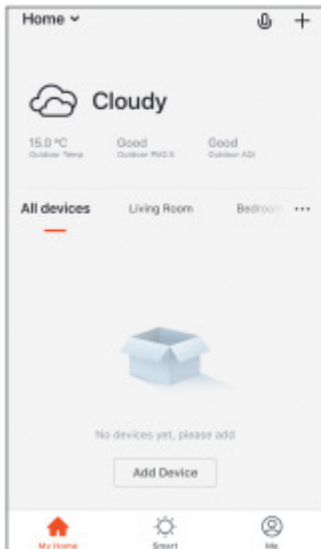 Home
Cloudy
15.0 °C Good Good
Outdoor Temp Outdoor PM2.5 Outdoor AQI
All devices Living Room Bedroom ...
No devices yet, please add
Add Device
My Home Smart Me